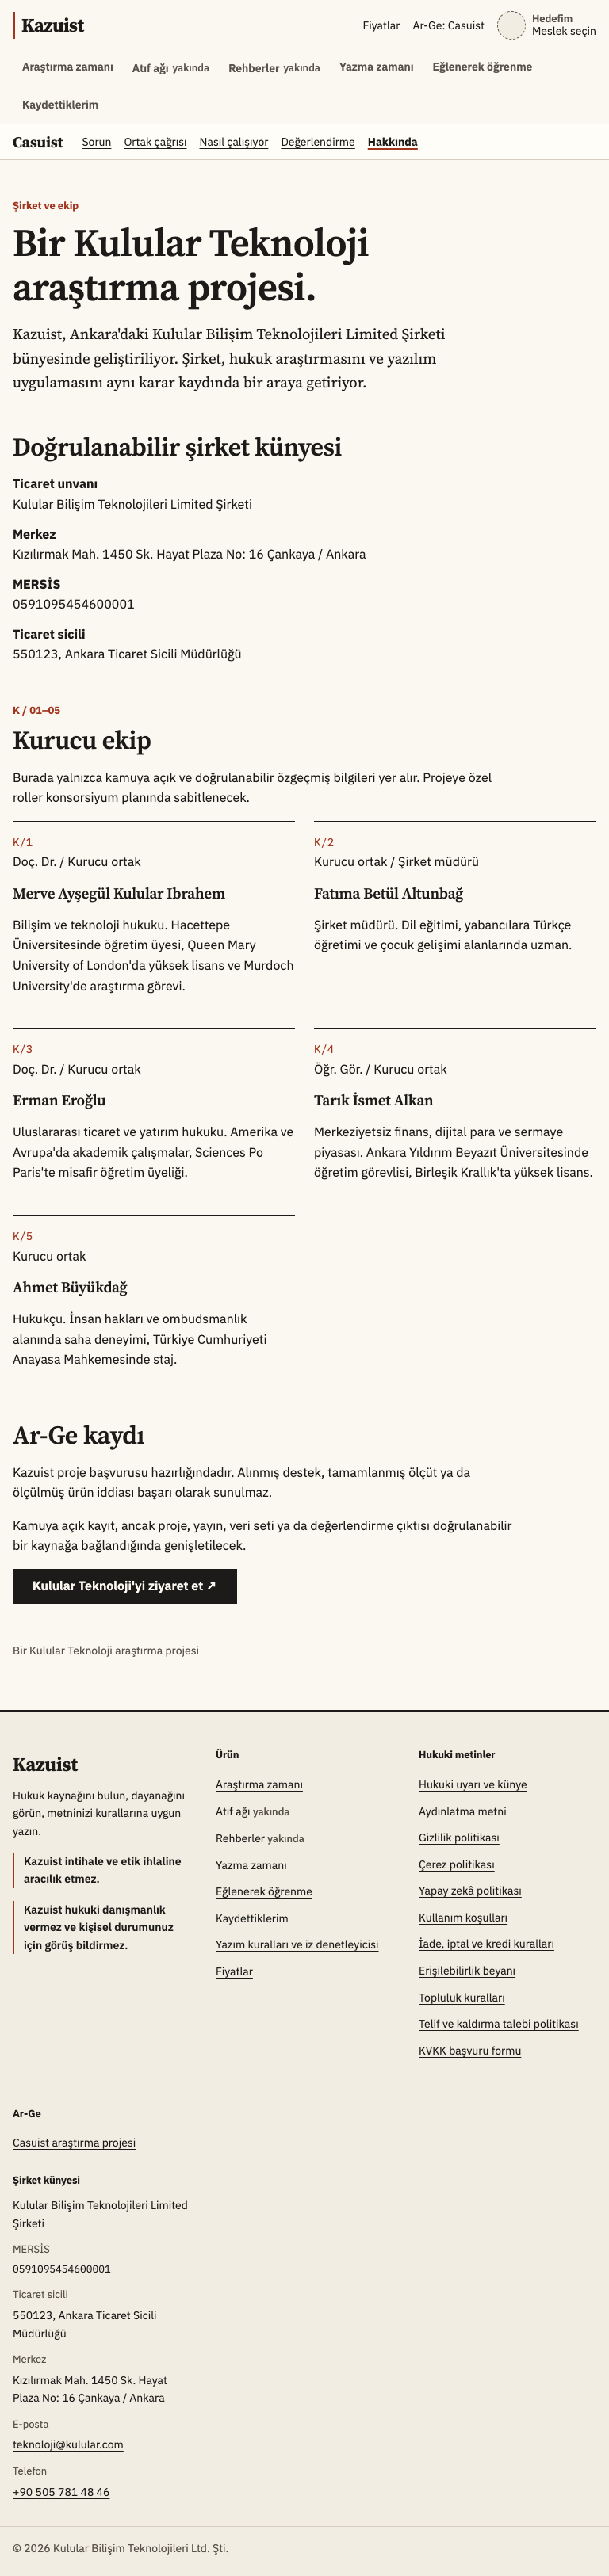 Kazuist
Fiyatlar
Ar-Ge: Casuist
Hedefim
Meslek seçin
Araştırma zamanı
Atıf ağı yakında
Rehberler yakında
Yazma zamanı
Eğlenerek öğrenme
Kaydettiklerim
Casuist
Sorun
Ortak çağrısı
Nasıl çalışıyor
Değerlendirme
Hakkında
Şirket ve ekip
Bir Kulular Teknoloji
araştırma projesi.
Kazuist, Ankara'daki Kulular Bilişim Teknolojileri Limited Şirketi
bünyesinde geliştiriliyor. Şirket, hukuk araştırmasını ve yazılım
uygulamasını aynı karar kaydında bir araya getiriyor.
Doğrulanabilir şirket künyesi
Ticaret unvanı
Kulular Bilişim Teknolojileri Limited Şirketi
Merkez
Kızılırmak Mah. 1450 Sk. Hayat Plaza No: 16 Çankaya / Ankara
MERSİS
0591095454600001
Ticaret sicili
550123, Ankara Ticaret Sicili Müdürlüğü
K / 01–05
Kurucu ekip
Burada yalnızca kamuya açık ve doğrulanabilir özgeçmiş bilgileri yer alır. Projeye özel
roller konsorsiyum planında sabitlenecek.
K/1
Doç. Dr. / Kurucu ortak
Merve Ayşegül Kulular Ibrahem
Bilişim ve teknoloji hukuku. Hacettepe
Üniversitesinde öğretim üyesi, Queen Mary
University of London'da yüksek lisans ve Murdoch
University'de araştırma görevi.
K/2
Kurucu ortak / Şirket müdürü
Fatıma Betül Altunbağ
Şirket müdürü. Dil eğitimi, yabancılara Türkçe
öğretimi ve çocuk gelişimi alanlarında uzman.
K/3
Doç. Dr. / Kurucu ortak
Erman Eroğlu
Uluslararası ticaret ve yatırım hukuku. Amerika ve
Avrupa'da akademik çalışmalar, Sciences Po
Paris'te misafir öğretim üyeliği.
K/4
Öğr. Gör. / Kurucu ortak
Tarık İsmet Alkan
Merkeziyetsiz finans, dijital para ve sermaye
piyasası. Ankara Yıldırım Beyazıt Üniversitesinde
öğretim görevlisi, Birleşik Krallık'ta yüksek lisans.
K/5
Kurucu ortak
Ahmet Büyükdağ
Hukukçu. İnsan hakları ve ombudsmanlık
alanında saha deneyimi, Türkiye Cumhuriyeti
Anayasa Mahkemesinde staj.
Ar-Ge kaydı
Kazuist proje başvurusu hazırlığındadır. Alınmış destek, tamamlanmış ölçüt ya da
ölçülmüş ürün iddiası başarı olarak sunulmaz.
Kamuya açık kayıt, ancak proje, yayın, veri seti ya da değerlendirme çıktısı doğrulanabilir
bir kaynağa bağlandığında genişletilecek.
Kulular Teknoloji'yi ziyaret et ↗
Bir Kulular Teknoloji araştırma projesi
Kazuist
Hukuk kaynağını bulun, dayanağını
görün, metninizi kurallarına uygun
yazın.
Kazuist intihale ve etik ihlaline
aracılık etmez.
Kazuist hukuki danışmanlık
vermez ve kişisel durumunuz
için görüş bildirmez.
Ürün
Araştırma zamanı
Atıf ağı yakında
Rehberler yakında
Yazma zamanı
Eğlenerek öğrenme
Kaydettiklerim
Yazım kuralları ve iz denetleyicisi
Fiyatlar
Hukuki metinler
Hukuki uyarı ve künye
Aydınlatma metni
Gizlilik politikası
Çerez politikası
Yapay zekâ politikası
Kullanım koşulları
İade, iptal ve kredi kuralları
Erişilebilirlik beyanı
Topluluk kuralları
Telif ve kaldırma talebi politikası
KVKK başvuru formu
Ar-Ge
Casuist araştırma projesi
Şirket künyesi
Kulular Bilişim Teknolojileri Limited
Şirketi
MERSİS
0591095454600001
Ticaret sicili
550123, Ankara Ticaret Sicili
Müdürlüğü
Merkez
Kızılırmak Mah. 1450 Sk. Hayat
Plaza No: 16 Çankaya / Ankara
E-posta
teknoloji@kulular.com
Telefon
+90 505 781 48 46
© 2026 Kulular Bilişim Teknolojileri Ltd. Şti.